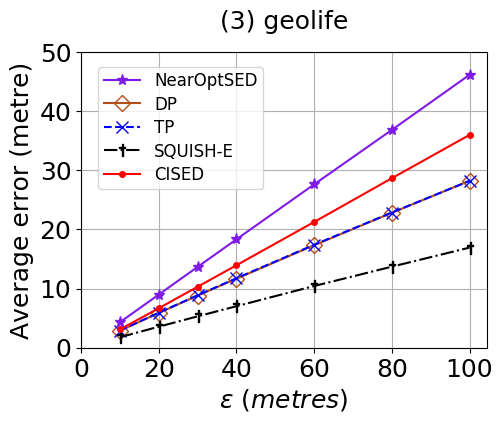 (3) geolife
Average error (metre)
50
40
30
20
10
0
NearOptSED
DP
TP
SQUISH-E
CISED
0 20 40 60 80 100
ε (metres)